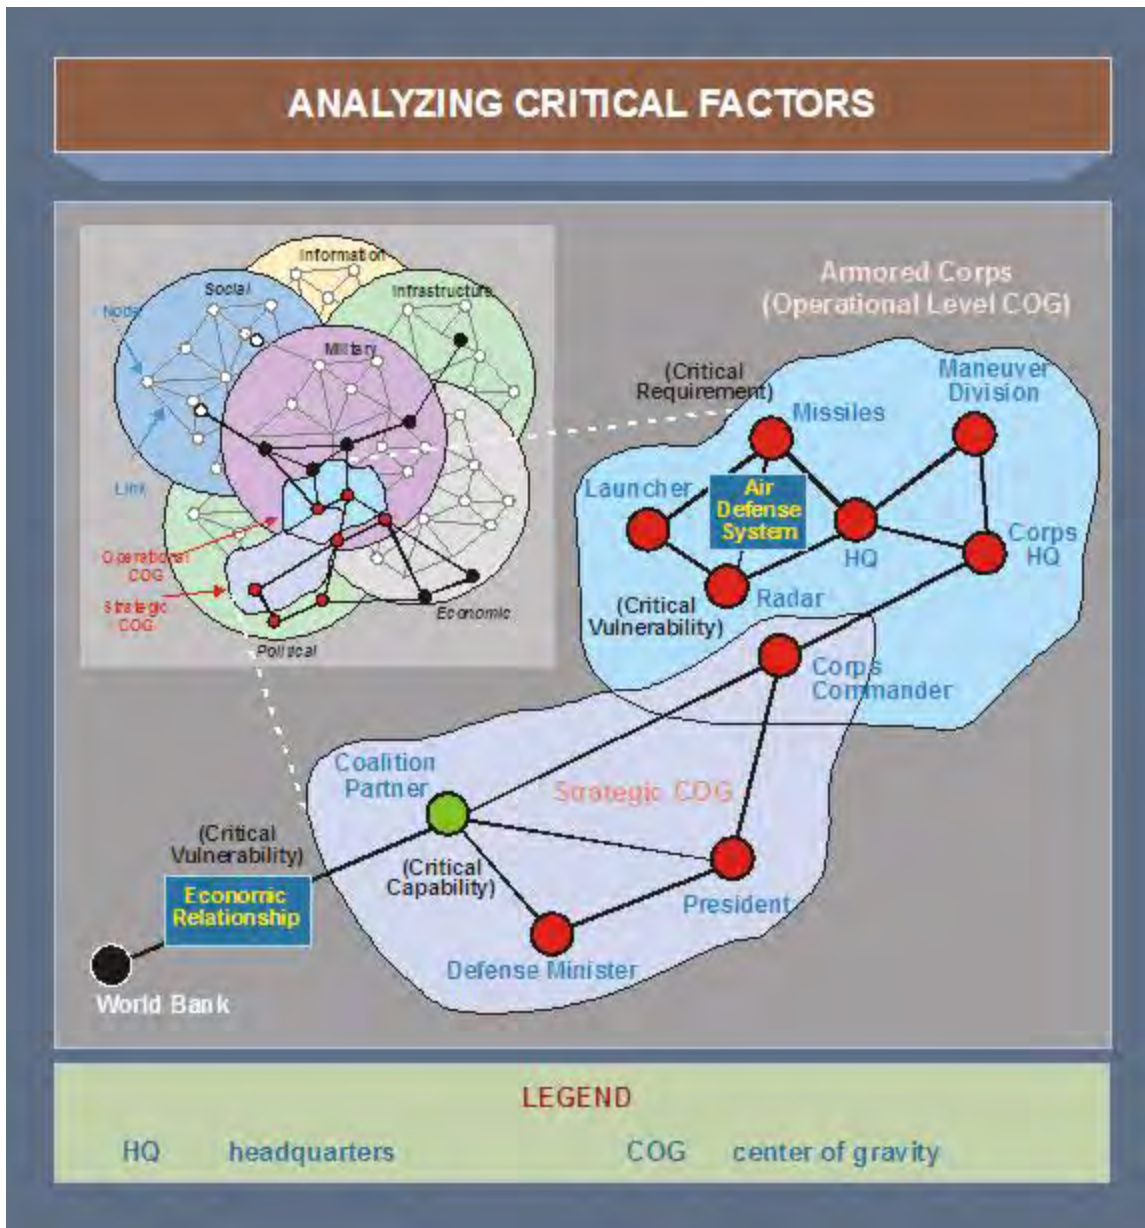 ANALYZING CRITICAL FACTORS
Information
Social
Infrastructure
Node
Military
Link
Operational
COG
Strategic
COG
Economic
Political
Armored Corps
(Operational Level COG)
(Critical
Requirement)
Maneuver
Division
Missiles
Launcher
Air
Defense
System
HQ
Corps
HQ
Radar
(Critical
Vulnerability)
Corps
Commander
Coalition
Partner
Strategic COG
(Critical
Vulnerability)
(Critical
Capability)
Economic
Relationship
President
Defense Minister
World Bank
LEGEND
HQ headquarters
COG center of gravity